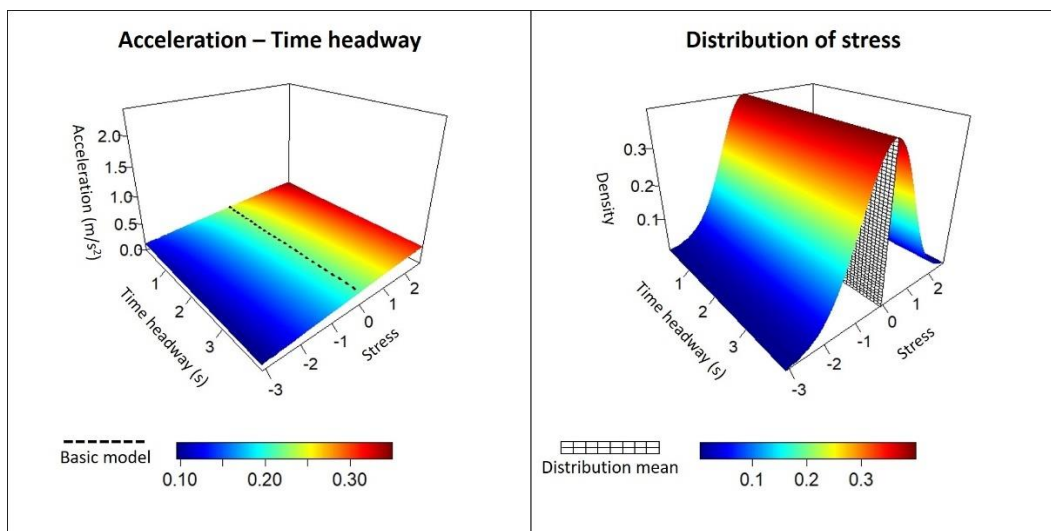 Acceleration – Time headway
Acceleration (m/s²)
2.0
1.5
1.0
0.5
0.0
Time headway (s)
1
2
3
Stress
-3
-2
-1
0
1
2
Basic model
0.10 0.20 0.30
Distribution of stress
Density
0.3
0.2
0.1
Time headway (s)
1
2
3
Stress
-3
-2
-1
0
1
2
Distribution mean
0.1 0.2 0.3